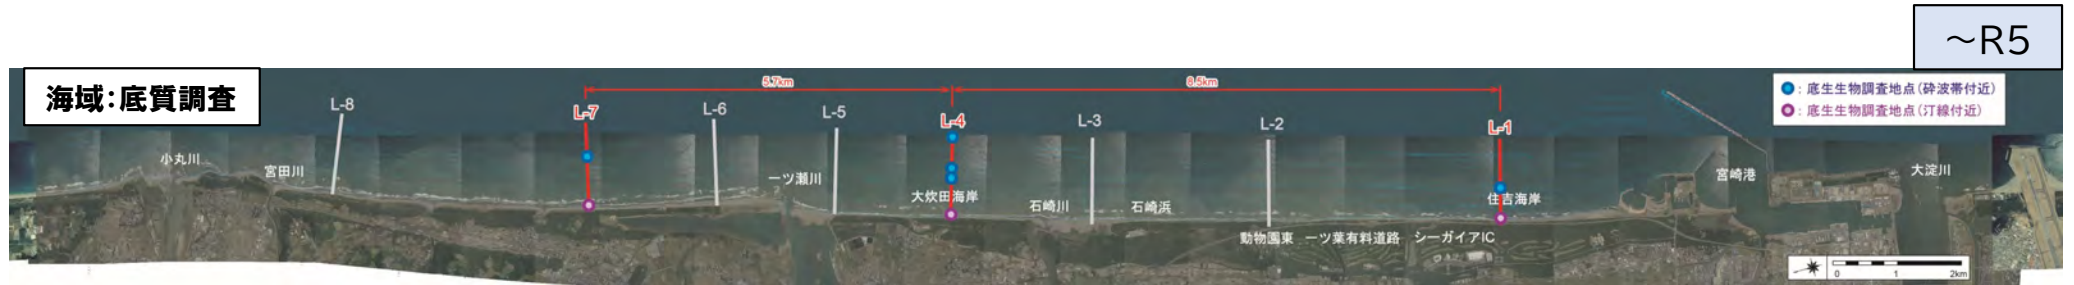 ～R5
海域:底質調査
5.7km
8.5km
●：底生生物調査地点(砕波帯付近)
●：底生生物調査地点(汀線付近)
L-8
L-7
L-6
L-5
L-4
L-3
L-2
L-1
小丸川
宮田川
一ツ瀬川
大炊田海岸
石崎川
石崎浜
住吉海岸
宮崎港
大淀川
動物園東 一ツ葉有料道路 シーガイアIC
0 1 2km